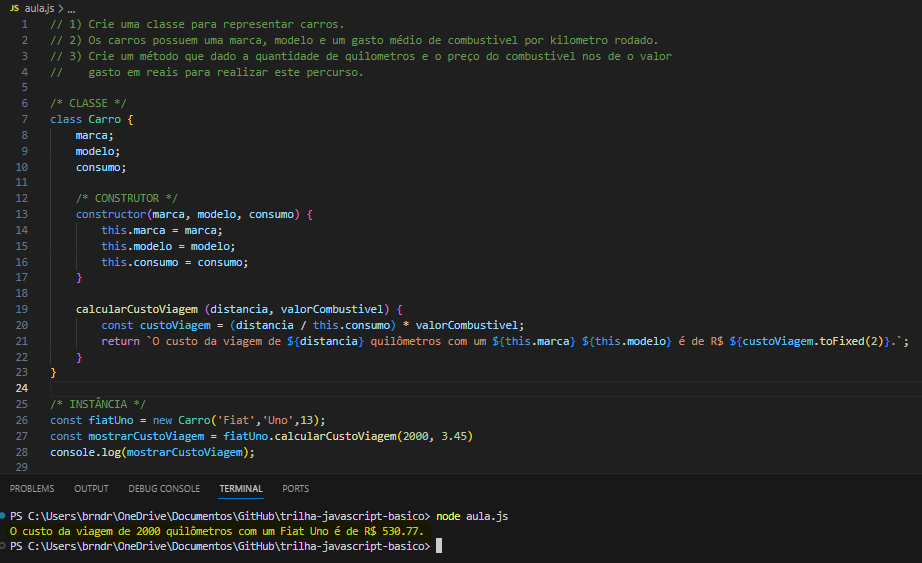 JS aula.js > ...
1 // 1) Crie uma classe para representar carros.
2 // 2) Os carros possuem uma marca, modelo e um gasto médio de combustivel por kilometro rodado.
3 // 3) Crie um método que dado a quantidade de quilometros e o preço do combustivel nos de o valor
4 //    gasto em reais para realizar este percurso.
5
6 /* CLASSE */
7 class Carro {
8     marca;
9     modelo;
10     consumo;
11
12     /* CONSTRUTOR */
13     constructor(marca, modelo, consumo) {
14         this.marca = marca;
15         this.modelo = modelo;
16         this.consumo = consumo;
17     }
18
19     calcularCustoViagem (distancia, valorCombustivel) {
20         const custoViagem = (distancia / this.consumo) * valorCombustivel;
21         return `O custo da viagem de ${distancia} quilômetros com um ${this.marca} ${this.modelo} é de R$ ${custoViagem.toFixed(2)}.`;
22     }
23 }
24
25 /* INSTÂNCIA */
26 const fiatUno = new Carro('Fiat','Uno',13);
27 const mostrarCustoViagem = fiatUno.calcularCustoViagem(2000, 3.45)
28 console.log(mostrarCustoViagem);
29
PROBLEMS OUTPUT DEBUG CONSOLE TERMINAL PORTS
PS C:\Users\brndr\OneDrive\Documentos\GitHub\trilha-javascript-basico> node aula.js
O custo da viagem de 2000 quilômetros com um Fiat Uno é de R$ 530.77.
PS C:\Users\brndr\OneDrive\Documentos\GitHub\trilha-javascript-basico>